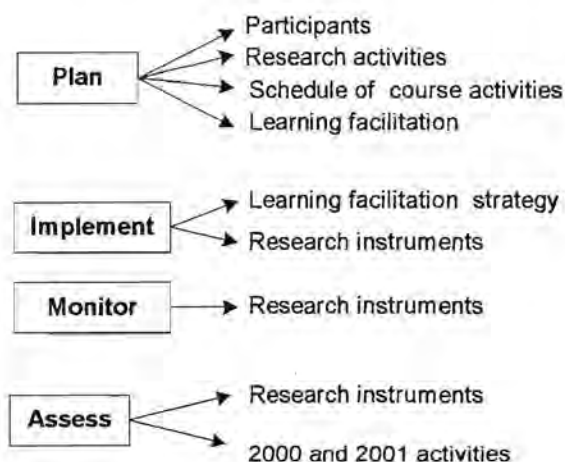 Plan
Participants
Research activities
Schedule of course activities
Learning facilitation
Implement
Learning facilitation strategy
Research instruments
Monitor
Research instruments
Assess
Research instruments
2000 and 2001 activities